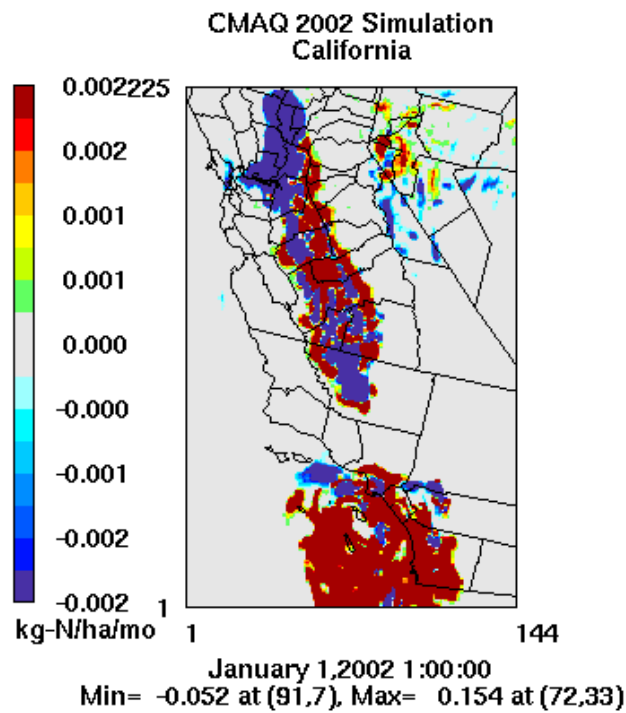 CMAQ 2002 Simulation
California
0.002
225
0.002
0.001
0.001
0.000
-0.000
-0.001
-0.002
-0.002
1
kg-N/ha/mo
1
144
January 1,2002 1:00:00
Min= -0.052 at (91,7), Max= 0.154 at (72,33)